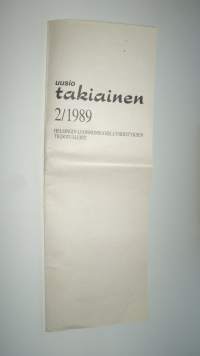 uusio
takiainen
2/1989
HELSINGIN LUONNONSUOJELUYHDISTYKSEN
TIEDOTUSLEHTI